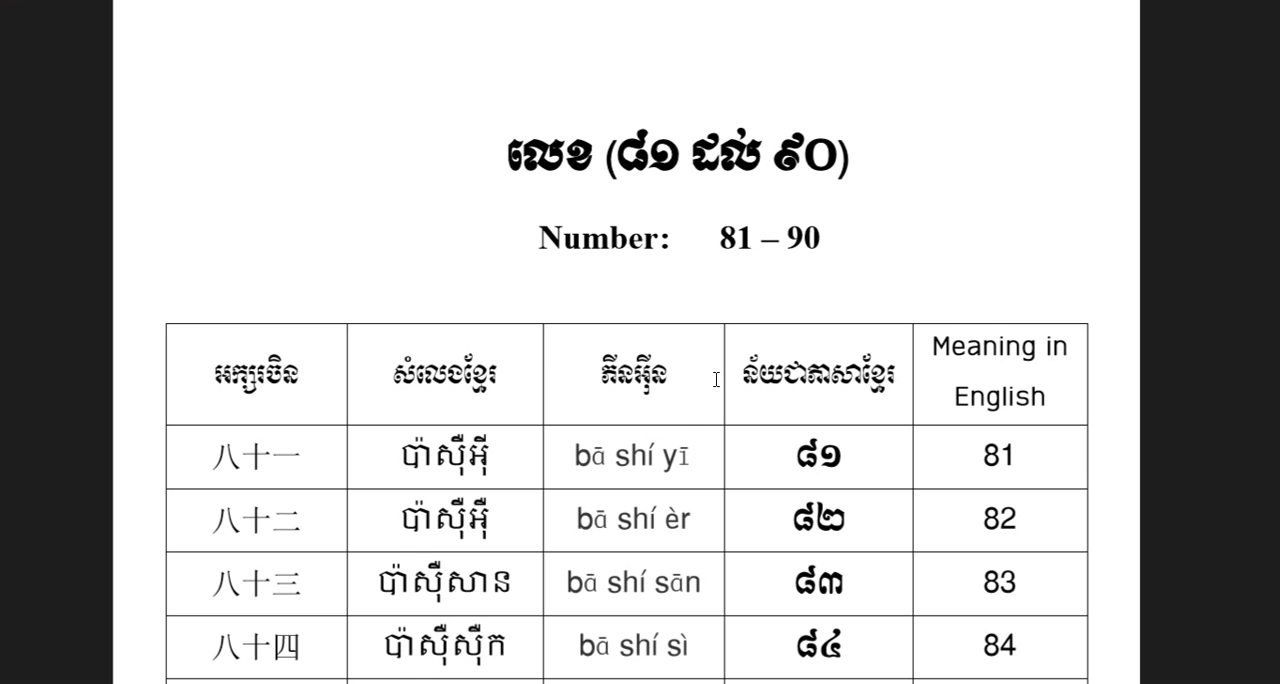 លេខ (៨១ ដល់ ៩០)
Number: 81 – 90
អក្សរចិន សំលេងខ្មែរ ភីនអ៊ីន ន័យជាភាសាខ្មែរ Meaning in English
八十一 ប៉ាស៊ឺអ៊ី bā shí yī ៨១ 81
八十二 ប៉ាស៊ឺអ៊ឺ bā shí èr ៨២ 82
八十三 ប៉ាស៊ឺសាន bā shí sān ៨៣ 83
八十四 ប៉ាស៊ឺស៊ឺក bā shí sì ៨៤ 84